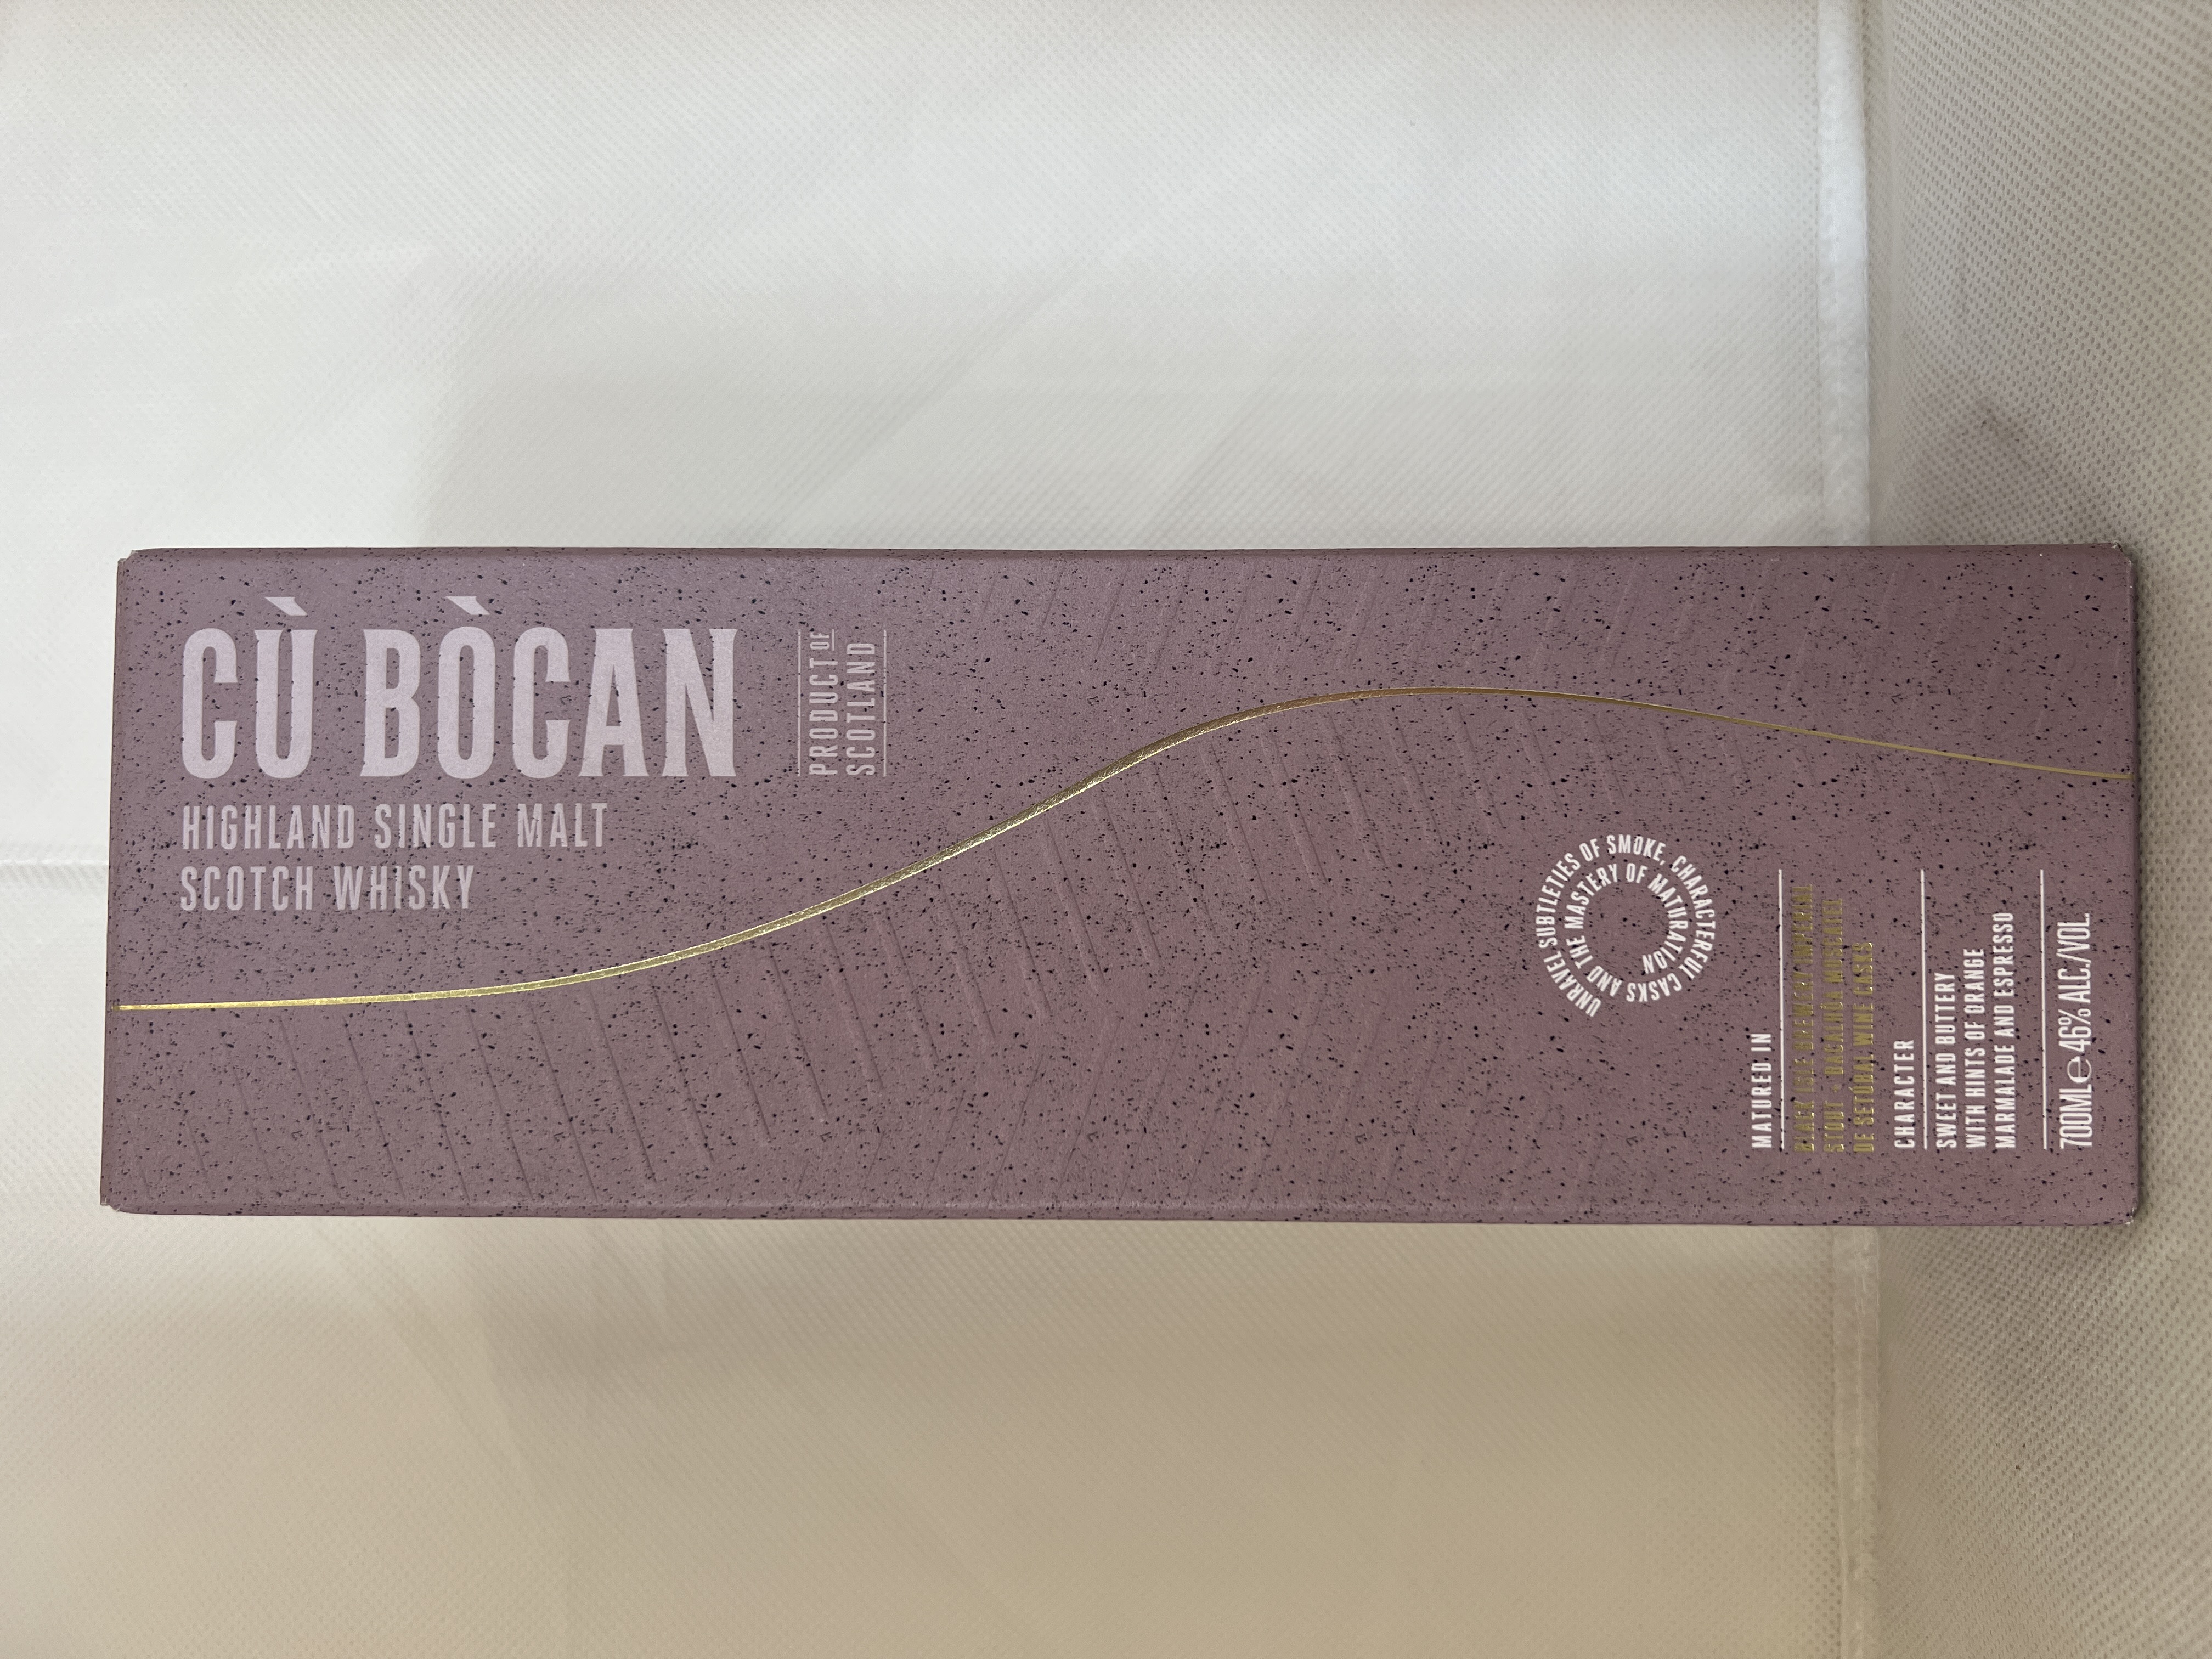 CÙ BÒCAN
HIGHLAND SINGLE MALT
SCOTCH WHISKY
PRODUCT OF
SCOTLAND
UNRAVEL SUBTLETIES OF SMOKE, CHARACTERFUL CASKS AND THE MASTERY OF MATURATION
MATURED IN
BLACK ISLE BREWERY IMPERIAL
STOUT + BACALHÔA MOSCATEL
DE SETÚBAL WINE CASKS
CHARACTER
SWEET AND BUTTERY
WITH HINTS OF ORANGE
MARMALADE AND ESPRESSO
700ML℮46% ALC./VOL.